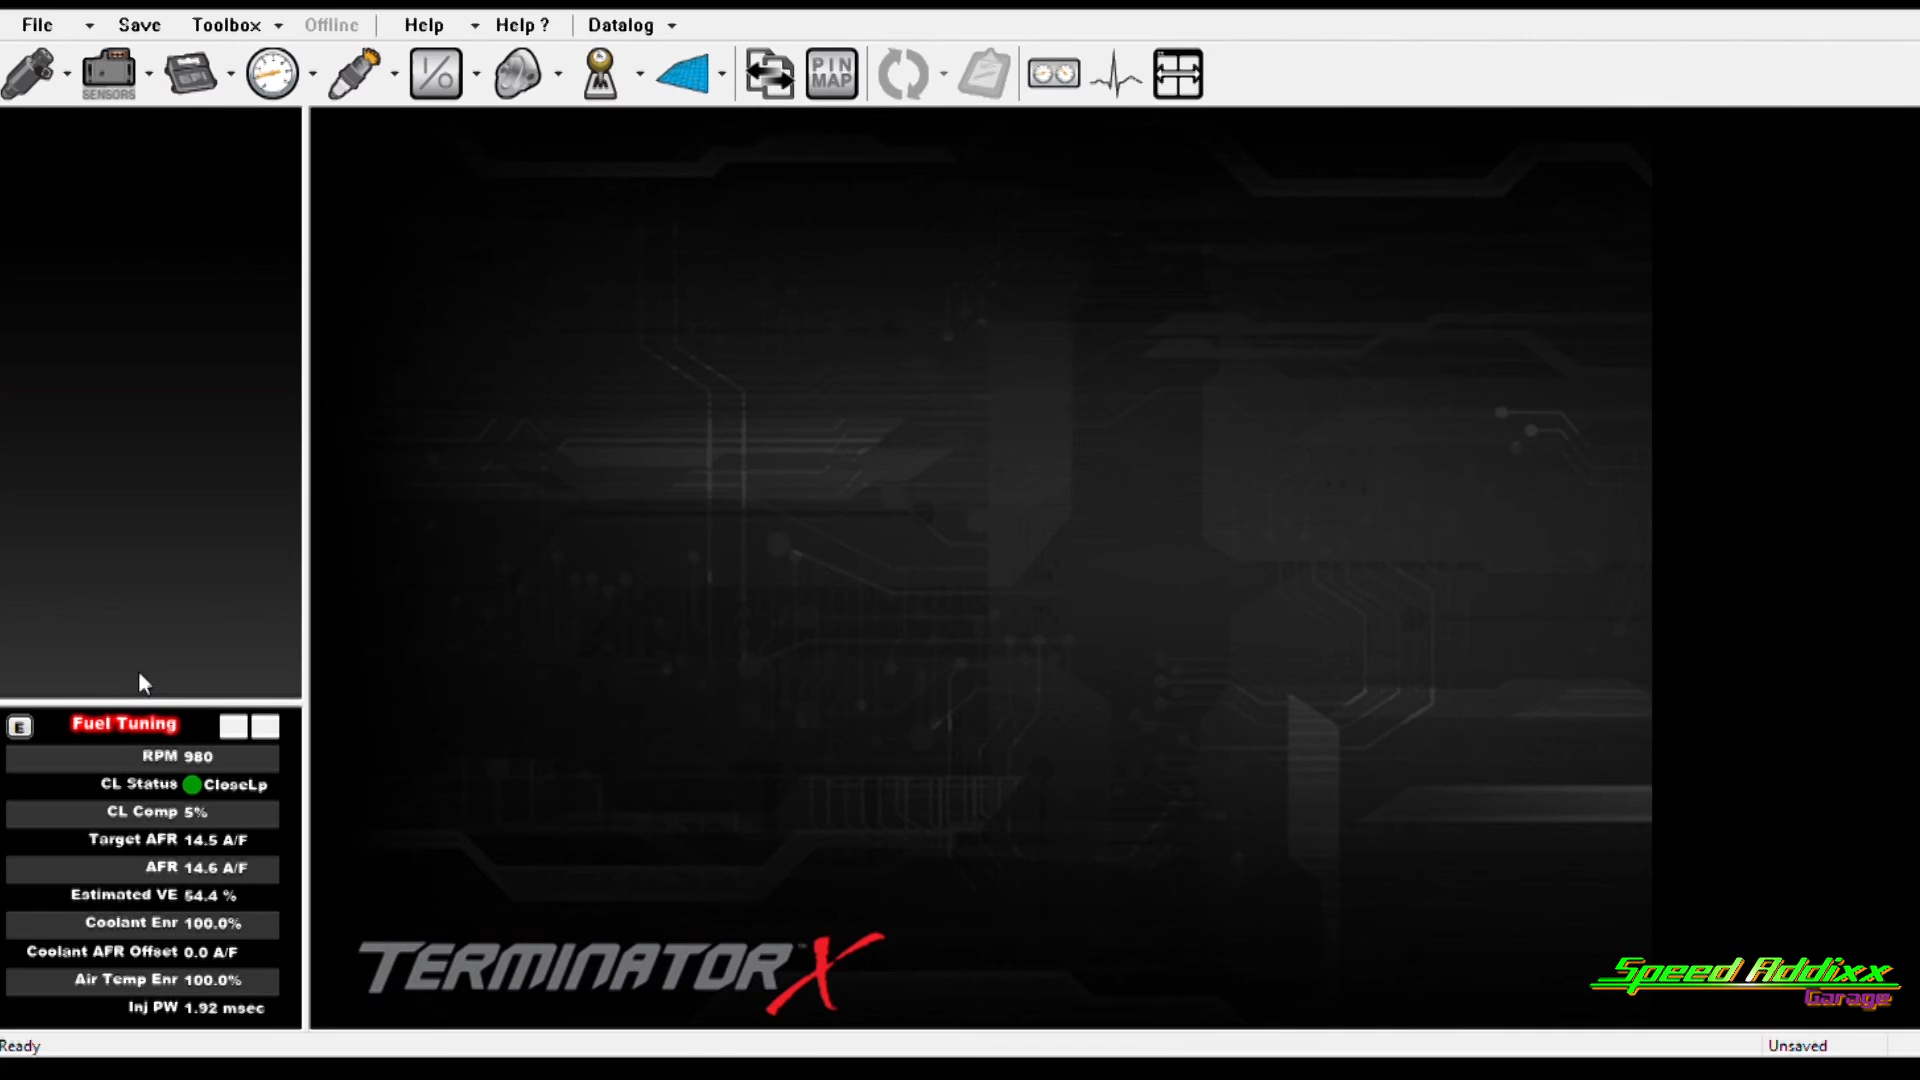 File Save Toolbox Offline Help Help ? Datalog
SENSORS
EFI
I/O
PIN
MAP
E Fuel Tuning
RPM 980
CL Status CloseLp
CL Comp 5%
Target AFR 14.5 A/F
AFR 14.6 A/F
Estimated VE 54.4 %
Coolant Enr 100.0%
Coolant AFR Offset 0.0 A/F
Air Temp Enr 100.0%
Inj PW 1.92 msec
TERMINATOR X
Speed Addixx
Garage
Ready Unsaved